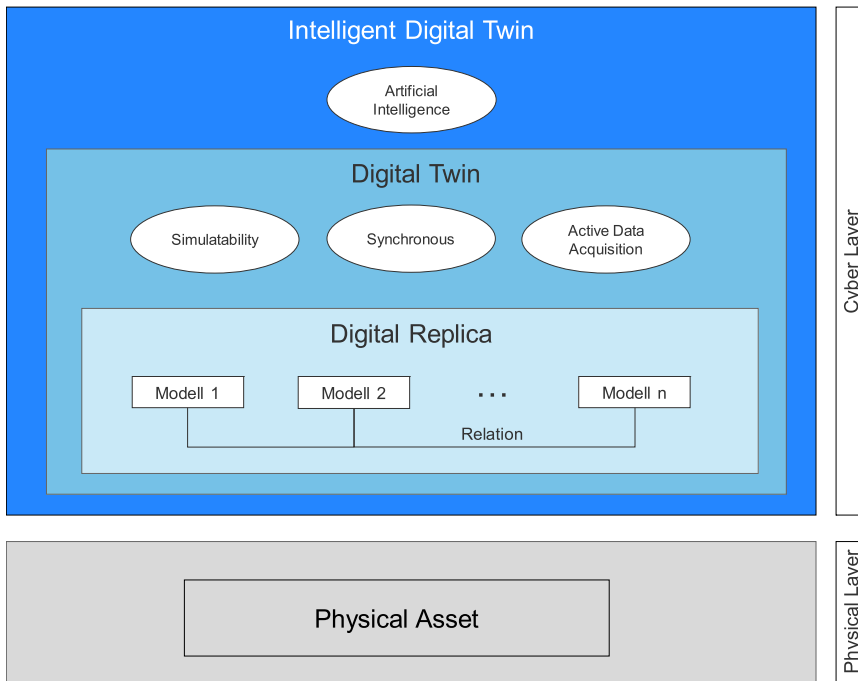 Intelligent Digital Twin
Artificial
Intelligence
Digital Twin
Simulatability
Synchronous
Active Data
Acquisition
Digital Replica
Modell 1
Modell 2
...
Modell n
Relation
Cyber Layer
Physical Asset
Physical Layer